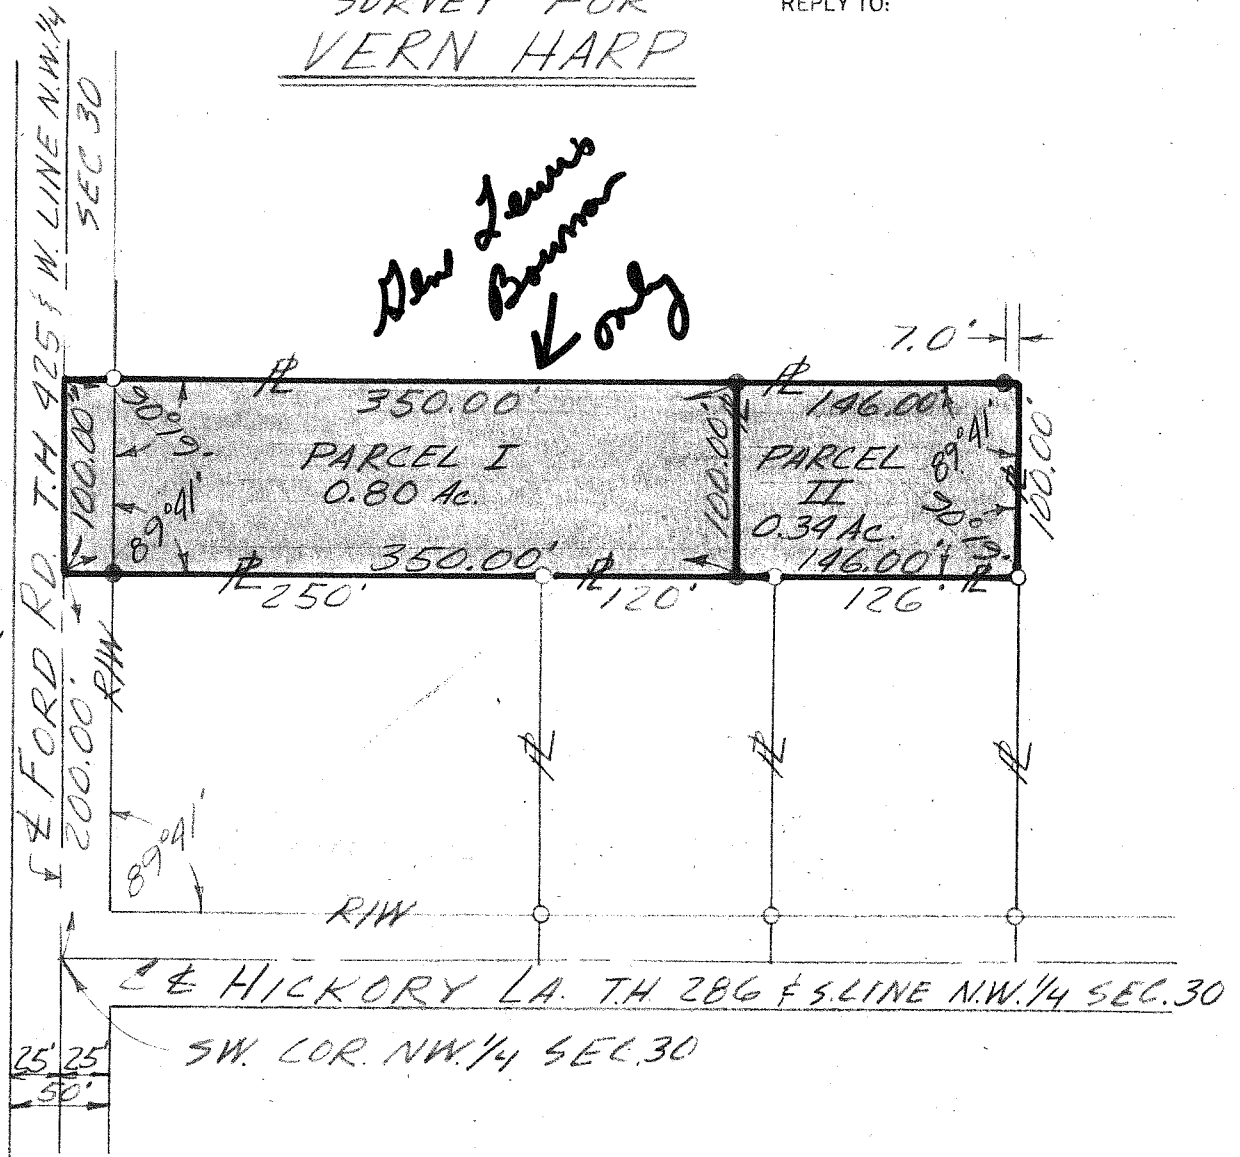 SURVEY FOR
REPLY TO:
VERN HARP
W. LINE N.W.¼
SEC 30
Lewis
only
7.0'
℄ FORD RD. T.H. 425 &
100.00'
90°19'
89°41'
℄
350.00'
PARCEL I
0.80 Ac.
350.00'
100.00'
146.00'
PARCEL
II
0.34 Ac.
146.00'
89°41'
90°19'
100.00'
250'
120'
126'
200.00'
R/W
89°41'
R/W
℄ HICKORY LA. T.H. 286 & S.LINE N.W.¼ SEC.30
SW. COR. NW.¼ SEC.30
25' 25'
50'